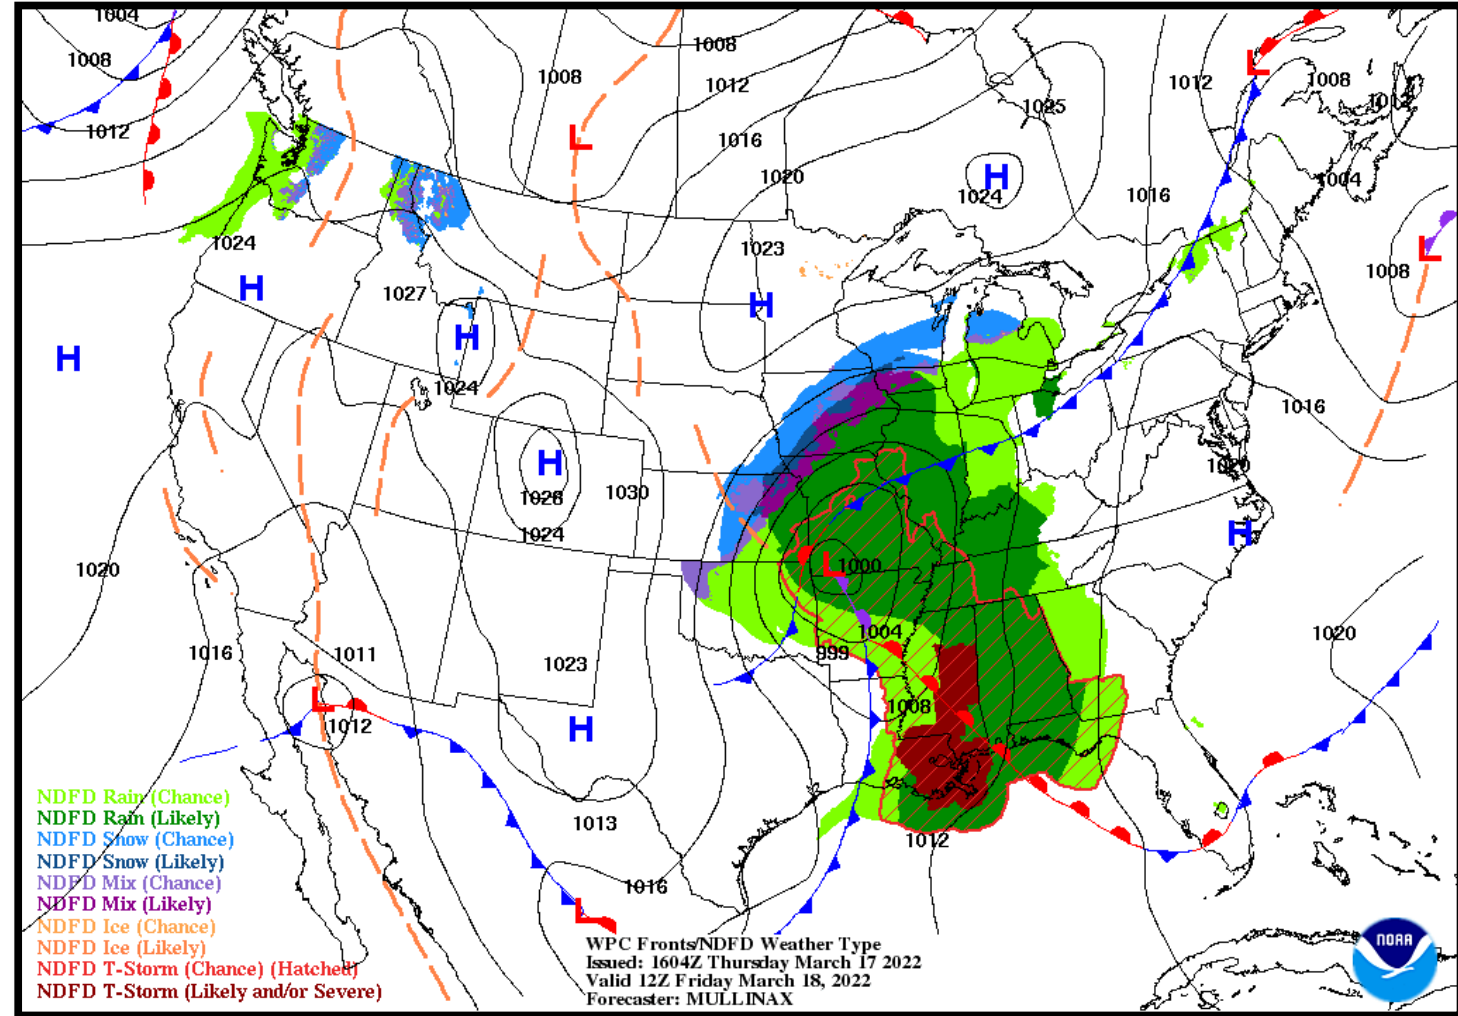 1004
1008
1008
1008
1012
1012
1008
1012
1025
1012
1016
L
L
1020
H
1024
1016
1004
1024
1023
L
1008
H
1027
H
H
H
1024
1016
H
1028
1030
1020
1024
H
1020
L
1000
1004
1020
1016
1011
999
1023
L
1012
1008
H
1013
1012
1016
L
NDFD Rain (Chance)
NDFD Rain (Likely)
NDFD Snow (Chance)
NDFD Snow (Likely)
NDFD Mix (Chance)
NDFD Mix (Likely)
NDFD Ice (Chance)
NDFD Ice (Likely)
NDFD T-Storm (Chance) (Hatched)
NDFD T-Storm (Likely and/or Severe)
WPC Fronts/NDFD Weather Type
Issued: 1604Z Thursday March 17 2022
Valid 12Z Friday March 18, 2022
Forecaster: MULLINAX
NOAA